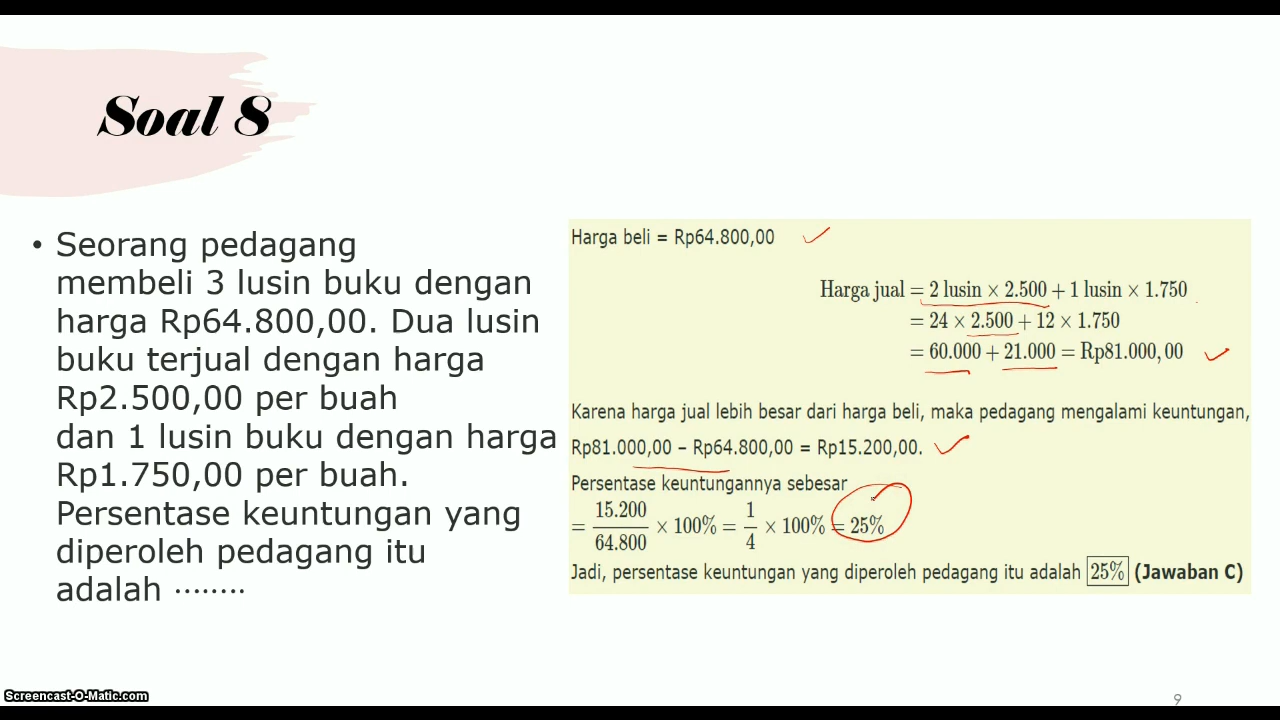 Soal 8
• Seorang pedagang
membeli 3 lusin buku dengan
harga Rp64.800,00. Dua lusin
buku terjual dengan harga
Rp2.500,00 per buah
dan 1 lusin buku dengan harga
Rp1.750,00 per buah.
Persentase keuntungan yang
diperoleh pedagang itu
adalah ········
Harga beli = Rp64.800,00
Harga jual = 2 lusin × 2.500 + 1 lusin × 1.750
= 24 × 2.500 + 12 × 1.750
= 60.000 + 21.000 = Rp81.000,00
Karena harga jual lebih besar dari harga beli, maka pedagang mengalami keuntungan,
Rp81.000,00 – Rp64.800,00 = Rp15.200,00.
Persentase keuntungannya sebesar
= 15.200/64.800 × 100% = 1/4 × 100% = 25%
Jadi, persentase keuntungan yang diperoleh pedagang itu adalah 25% (Jawaban C)
Screencast-O-Matic.com
9